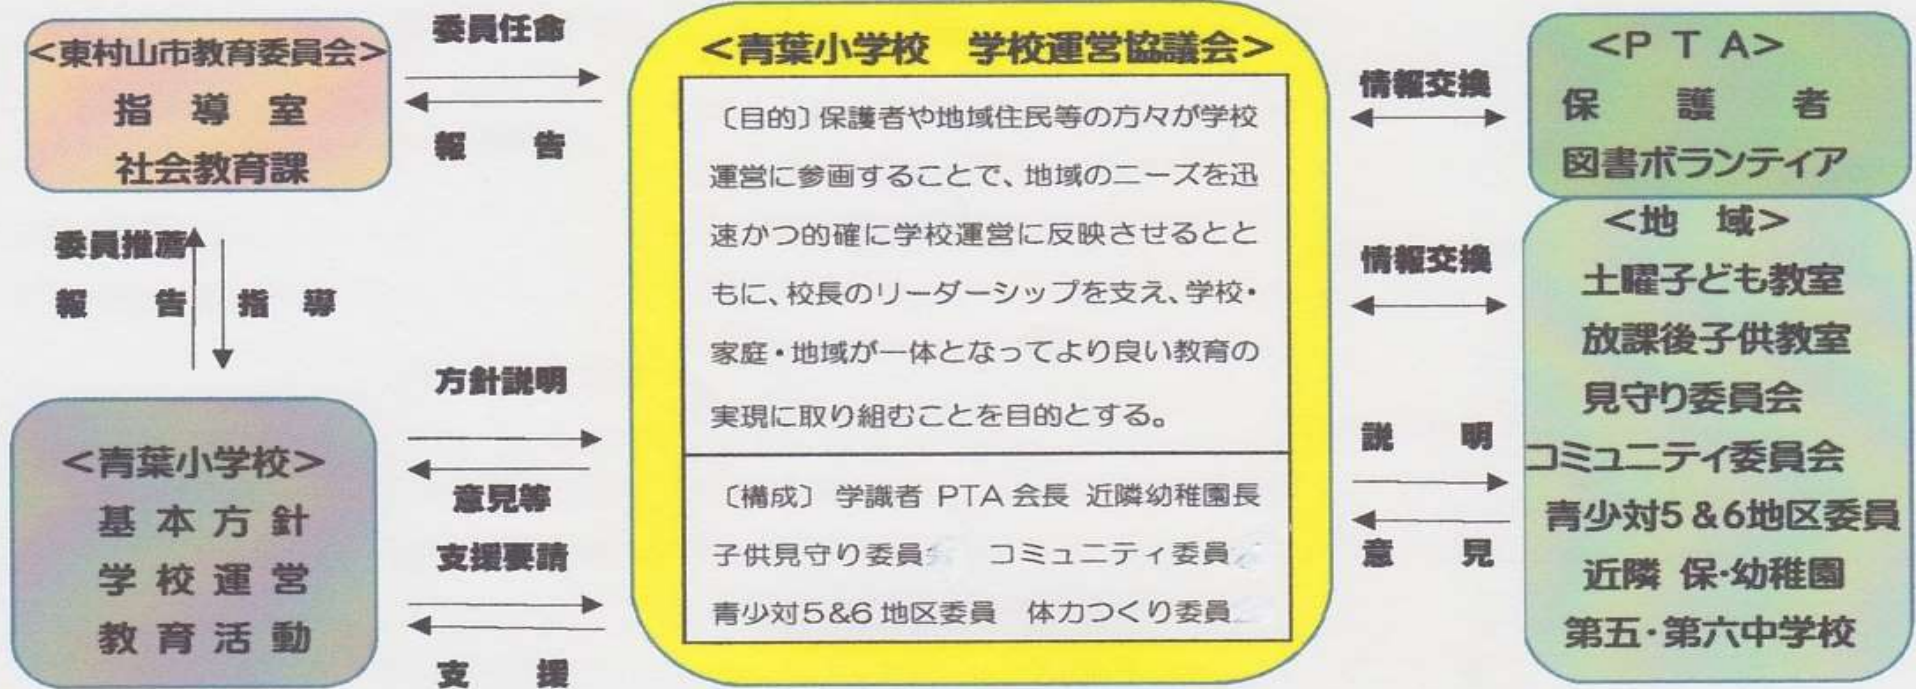 <東村山市教育委員会>
指 導 室
社会教育課
委員任命
報 告
委員推薦
報 告
指 導
<青葉小学校>
基 本 方 針
学 校 運 営
教 育 活 動
方針説明
意見等
支援要請
支 援
<青葉小学校 学校運営協議会>
〔目的〕保護者や地域住民等の方々が学校
運営に参画することで、地域のニーズを迅
速かつ的確に学校運営に反映させるとと
もに、校長のリーダーシップを支え、学校・
家庭・地域が一体となってより良い教育の
実現に取り組むことを目的とする。
〔構成〕 学識者 PTA 会長 近隣幼稚園長
子供見守り委員 コミュニティ委員
青少対5&6 地区委員 体力つくり委員
情報交換
情報交換
説 明
意 見
<P T A>
保 護 者
図書ボランティア
<地 域>
土曜子ども教室
放課後子供教室
見守り委員会
コミュニティ委員会
青少対5&6地区委員
近隣 保・幼稚園
第五・第六中学校